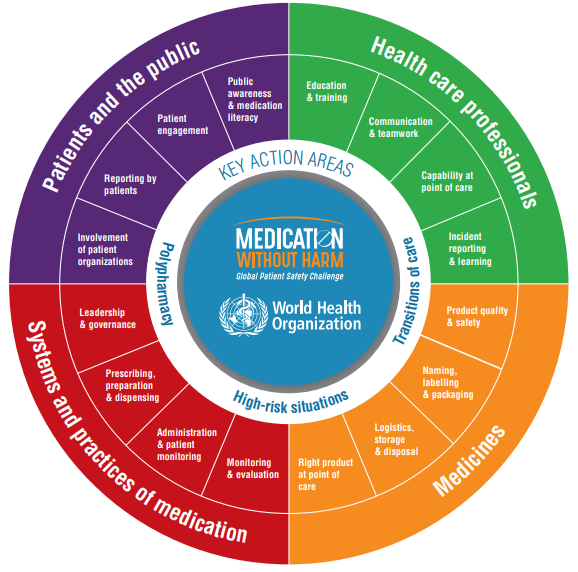 Patients and the public
Public
awareness
& medication
literacy
Patient
engagement
Reporting by
patients
Involvement
of patient
organizations
Health care professionals
Education
& training
Communication
& teamwork
Capability at
point of care
Incident
reporting
& learning
Medicines
Product quality
& safety
Naming,
labelling
& packaging
Logistics,
storage
& disposal
Right product
at point of
care
Systems and practices of medication
Leadership
& governance
Prescribing,
preparation
& dispensing
Administration
& patient
monitoring
Monitoring
& evaluation
KEY ACTION AREAS
Polypharmacy
Transitions of care
High-risk situations
MEDICATION
WITHOUT HARM
Global Patient Safety Challenge
World Health
Organization